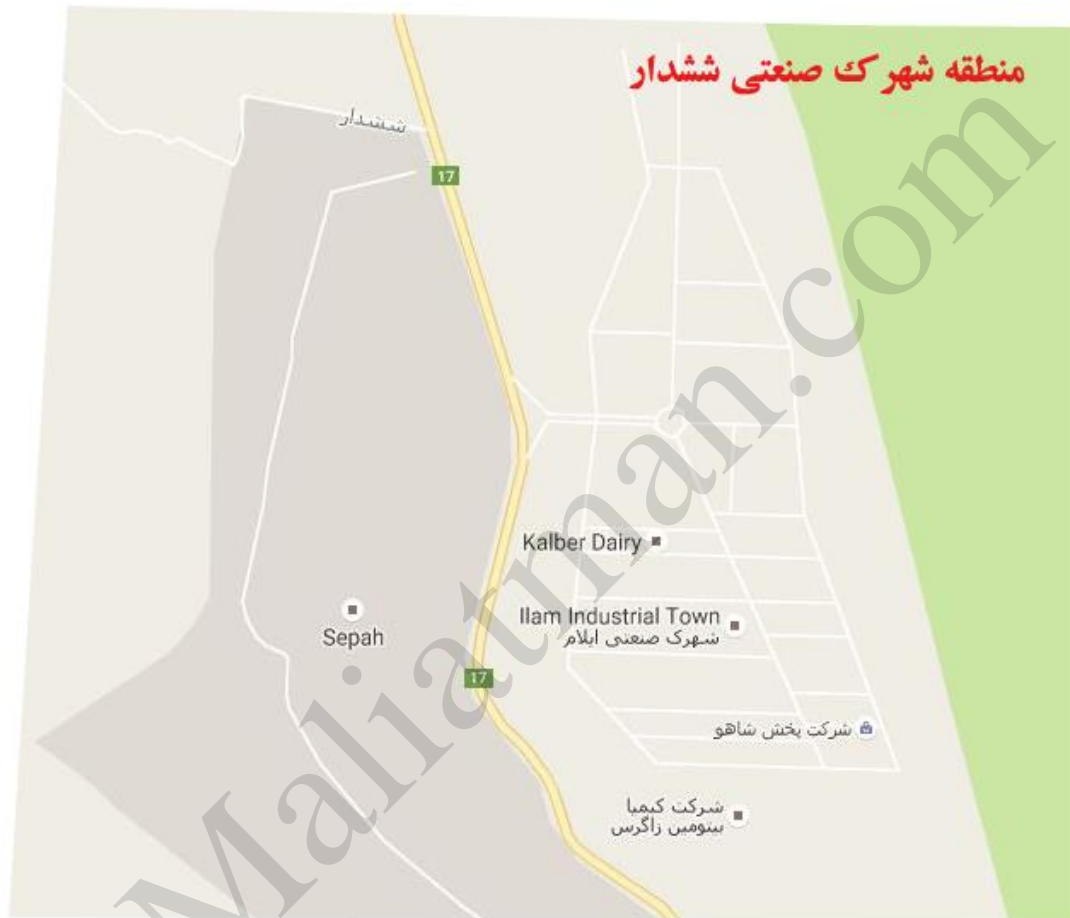 منطقه شهرک صنعتی ششدار
ششدار
17
Kalber Dairy
Ilam Industrial Town
شهرک صنعتی ایلام
Sepah
17
شرکت پخش شاهو
شرکت کیمیا
بیتومین زاگرس
Maliatman.com